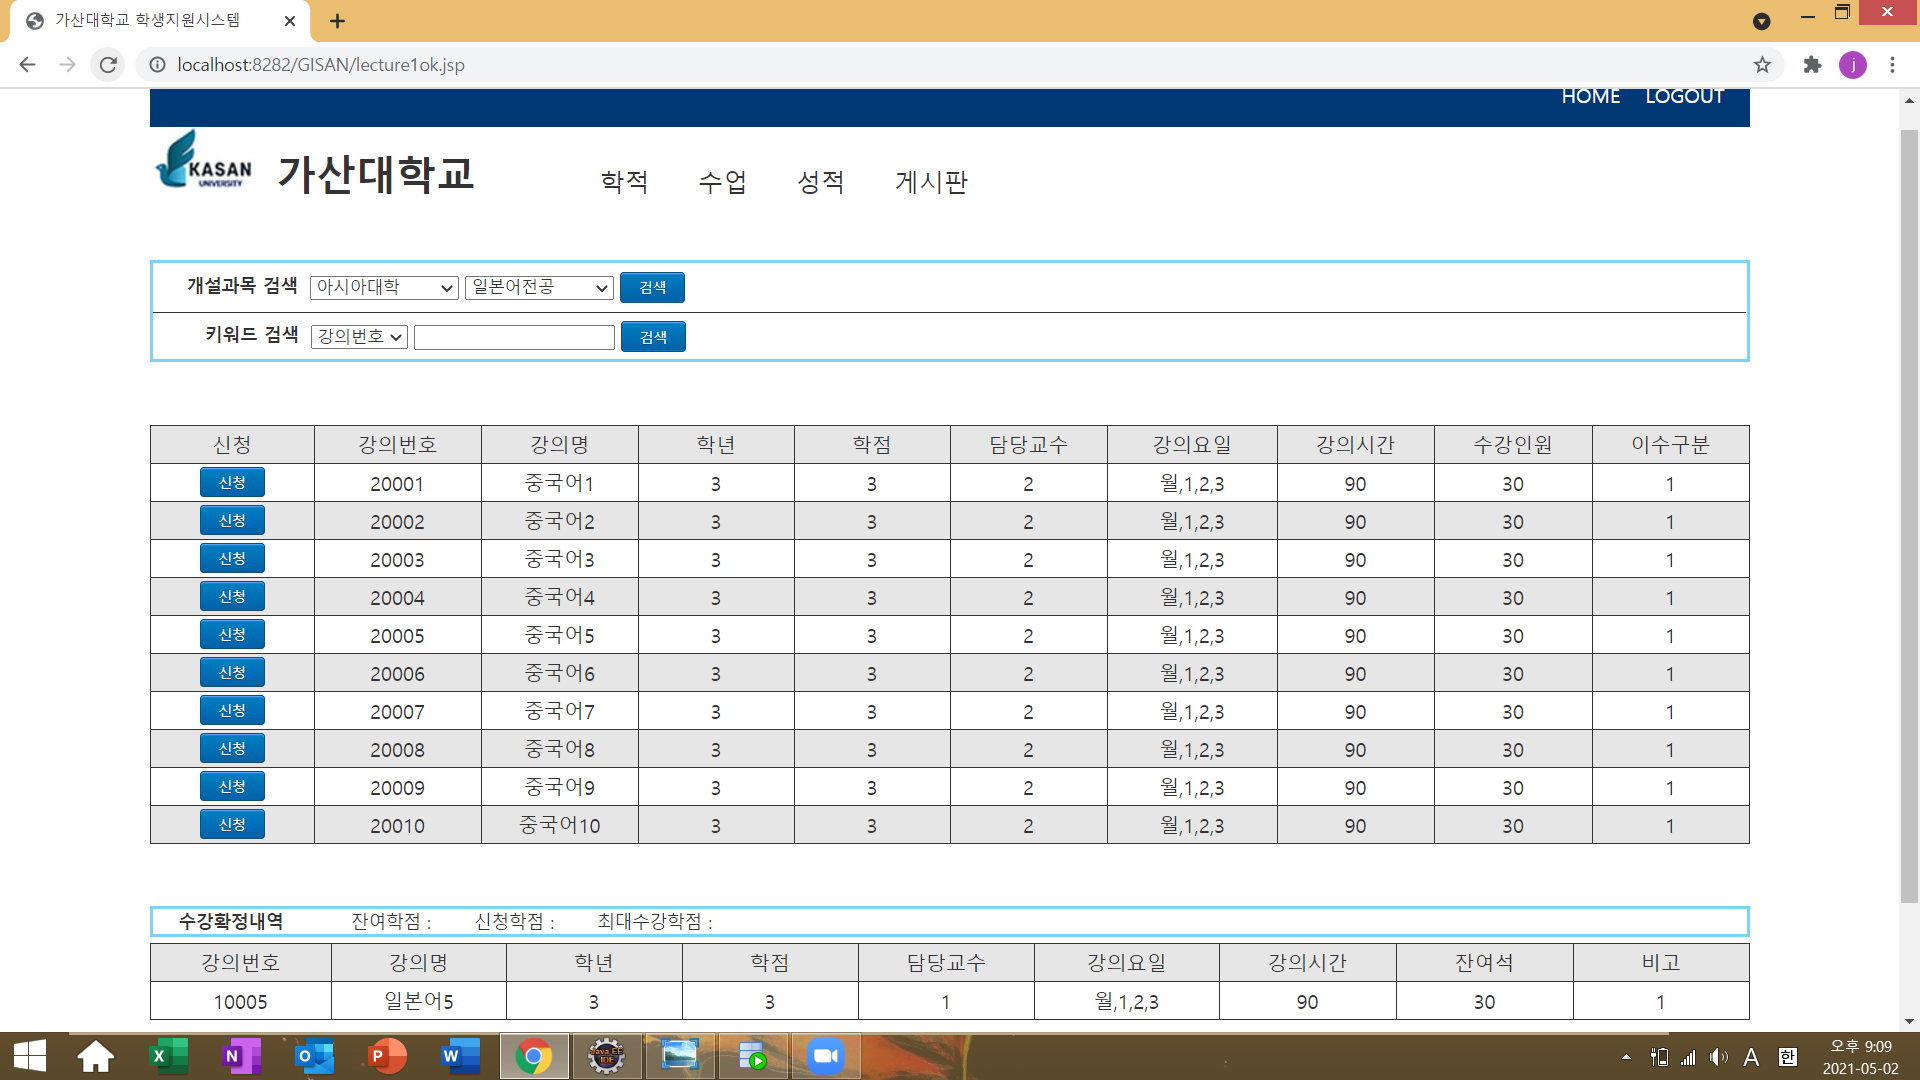 가산대학교 학생지원시스템
localhost:8282/GISAN/lecture1ok.jsp
j
HOME LOGOUT
KASAN UNIVERSITY 가산대학교 학적 수업 성적 게시판
개설과목 검색 아시아대학 일본어전공 검색
키워드 검색 강의번호 검색
신청 강의번호 강의명 학년 학점 담당교수 강의요일 강의시간 수강인원 이수구분
신청 20001 중국어1 3 3 2 월,1,2,3 90 30 1
신청 20002 중국어2 3 3 2 월,1,2,3 90 30 1
신청 20003 중국어3 3 3 2 월,1,2,3 90 30 1
신청 20004 중국어4 3 3 2 월,1,2,3 90 30 1
신청 20005 중국어5 3 3 2 월,1,2,3 90 30 1
신청 20006 중국어6 3 3 2 월,1,2,3 90 30 1
신청 20007 중국어7 3 3 2 월,1,2,3 90 30 1
신청 20008 중국어8 3 3 2 월,1,2,3 90 30 1
신청 20009 중국어9 3 3 2 월,1,2,3 90 30 1
신청 20010 중국어10 3 3 2 월,1,2,3 90 30 1
수강확정내역 잔여학점 : 신청학점 : 최대수강학점 :
강의번호 강의명 학년 학점 담당교수 강의요일 강의시간 잔여석 비고
10005 일본어5 3 3 1 월,1,2,3 90 30 1
X N O P W Java EE IDE A 한 오후 9:09
2021-05-02